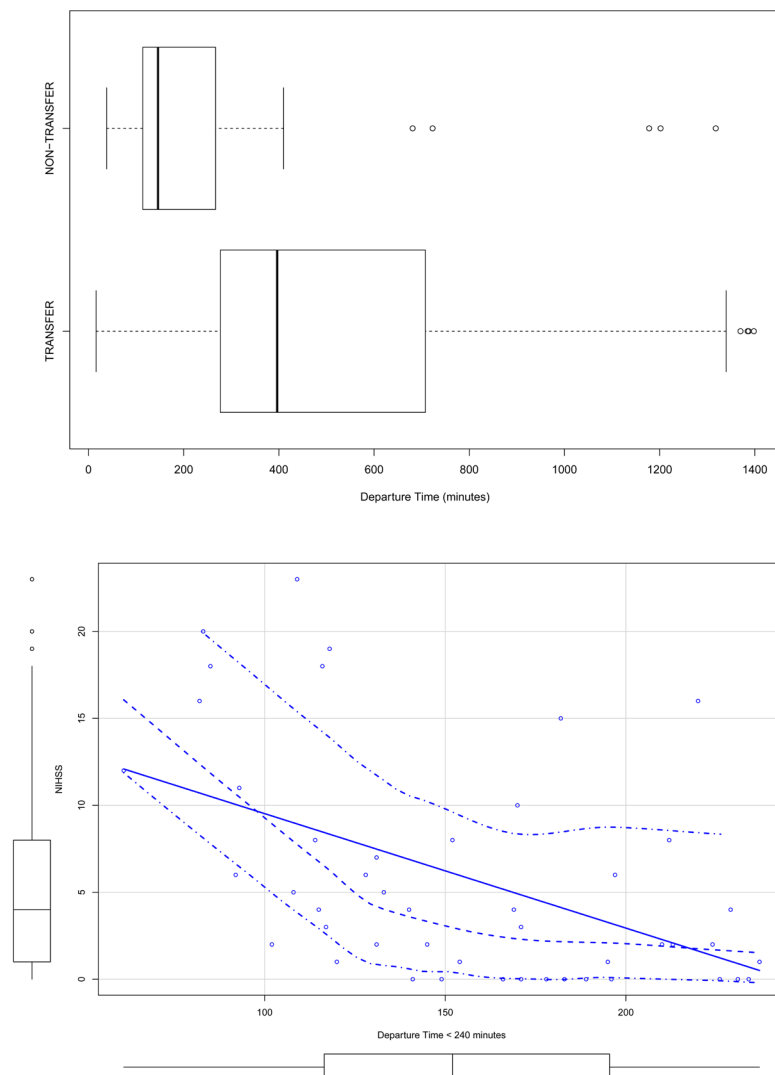 NON-TRANSFER
TRANSFER
0 200 400 600 800 1000 1200 1400
Departure Time (minutes)
20
15
10
5
0
NIHSS
100 150 200
Departure Time < 240 minutes